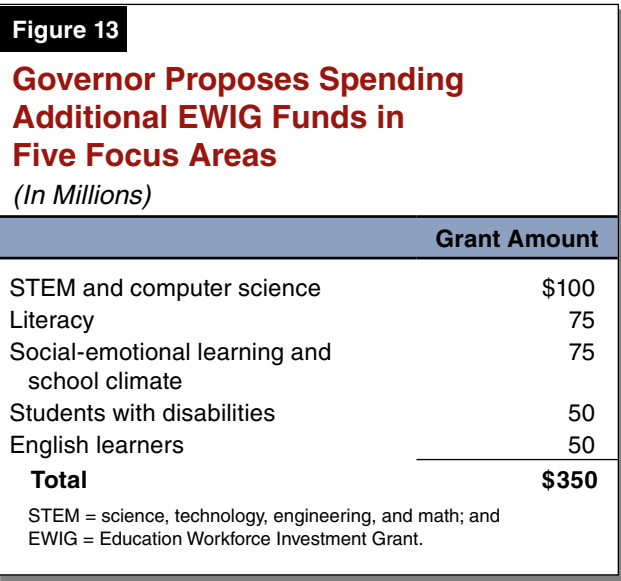 Figure 13
Governor Proposes Spending
Additional EWIG Funds in
Five Focus Areas
(In Millions)
Grant Amount
STEM and computer science $100
Literacy 75
Social-emotional learning and 75
school climate
Students with disabilities 50
English learners 50
Total $350
STEM = science, technology, engineering, and math; and
EWIG = Education Workforce Investment Grant.